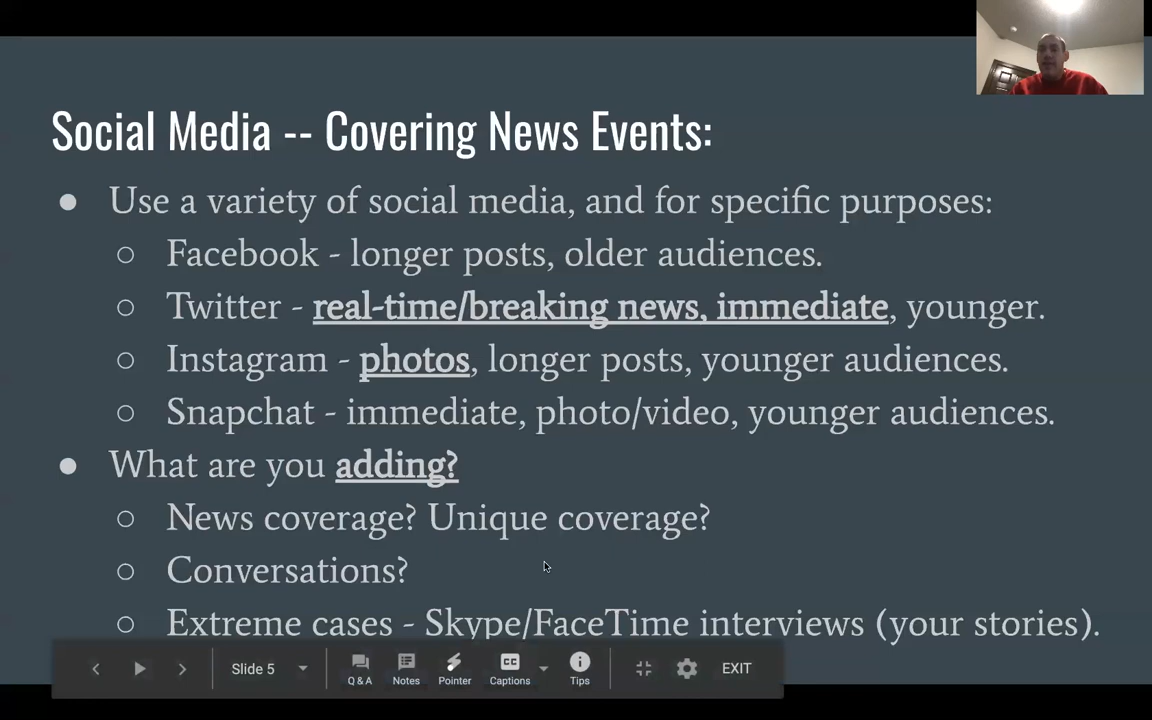 Social Media -- Covering News Events:
● Use a variety of social media, and for specific purposes:
○ Facebook - longer posts, older audiences.
○ Twitter - real-time/breaking news, immediate, younger.
○ Instagram - photos, longer posts, younger audiences.
○ Snapchat - immediate, photo/video, younger audiences.
● What are you adding?
○ News coverage? Unique coverage?
○ Conversations?
○ Extreme cases - Skype/FaceTime interviews (your stories).
Slide 5 Q & A Notes Pointer CC Captions Tips EXIT